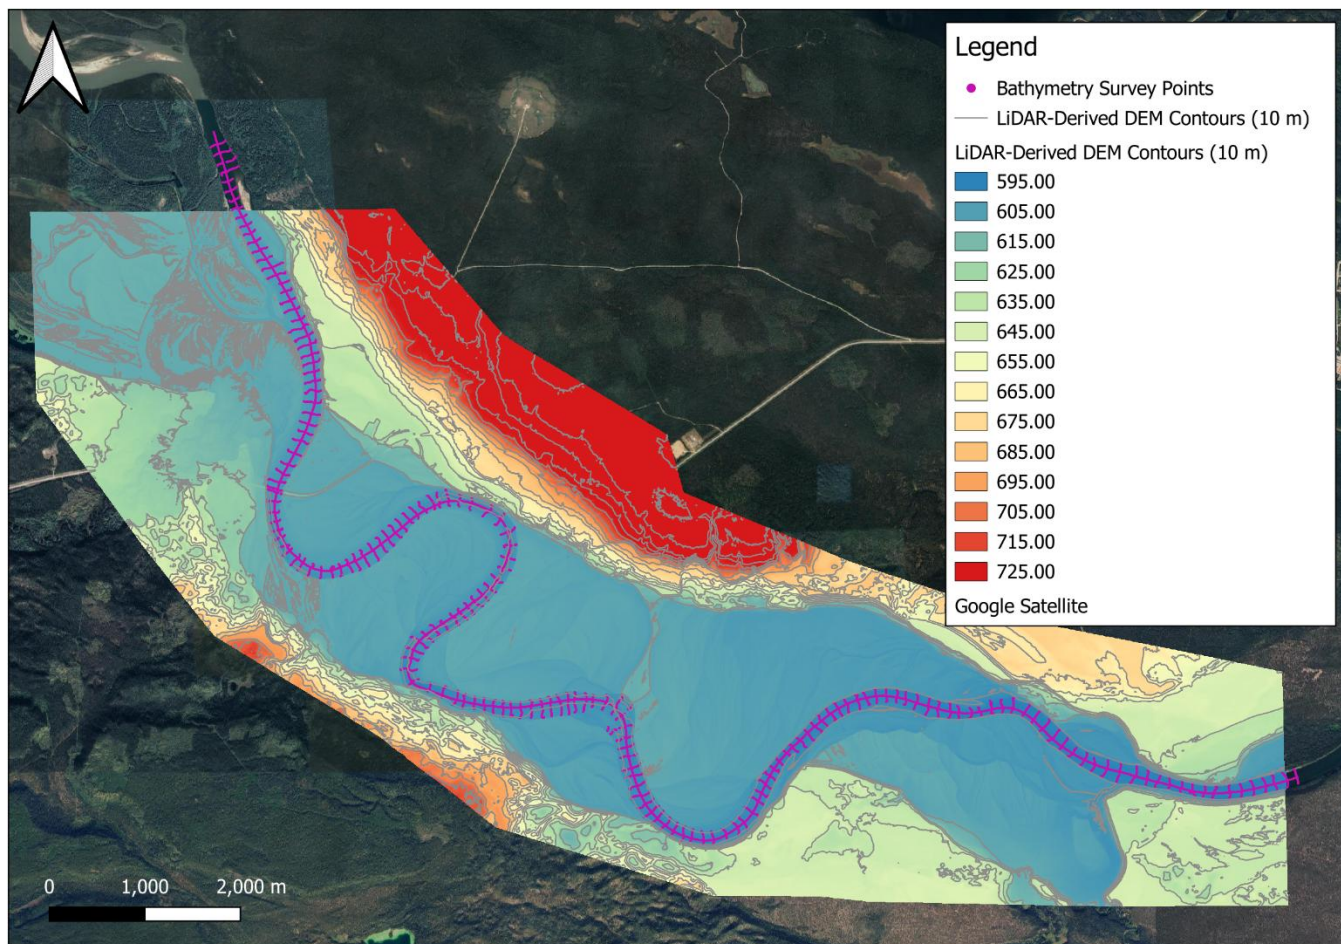 Legend
Bathymetry Survey Points
LiDAR-Derived DEM Contours (10 m)
LiDAR-Derived DEM Contours (10 m)
595.00
605.00
615.00
625.00
635.00
645.00
655.00
665.00
675.00
685.00
695.00
705.00
715.00
725.00
Google Satellite
0 1,000 2,000 m